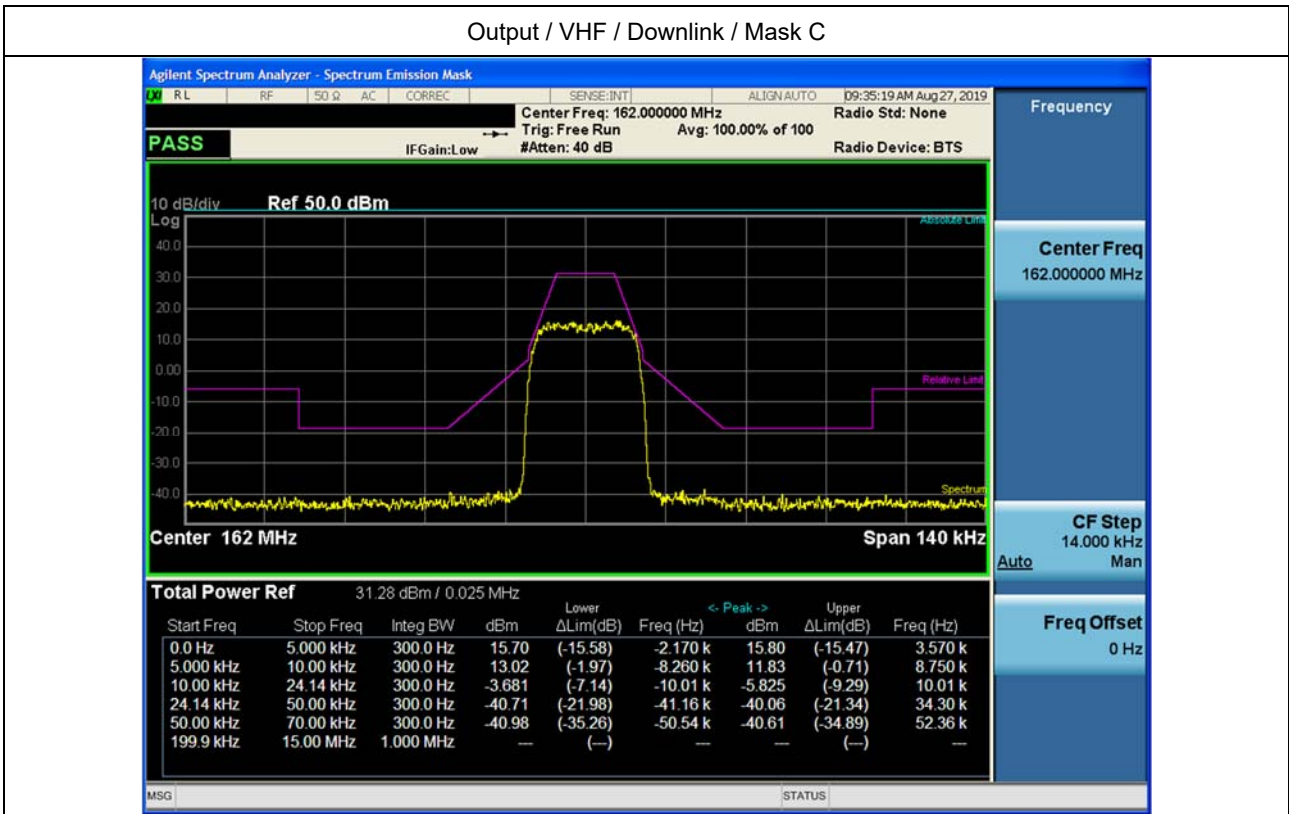 Output / VHF / Downlink / Mask C
Agilent Spectrum Analyzer - Spectrum Emission Mask
LXI RL RF 50 Ω AC CORREC SENSE:INT ALIGN AUTO 09:35:19 AM Aug 27, 2019
Center Freq: 162.000000 MHz Radio Std: None
Trig: Free Run Avg: 100.00% of 100
PASS IFGain:Low #Atten: 40 dB Radio Device: BTS
Frequency
10 dB/div Ref 50.0 dBm
Log
Absolute Limit
40.0
30.0
20.0
10.0
0.00
Relative Limit
-10.0
-20.0
-30.0
-40.0
Spectrum
Center 162 MHz Span 140 kHz
Center Freq
162.000000 MHz
CF Step
14.000 kHz
Auto Man
Freq Offset
0 Hz
Total Power Ref 31.28 dBm / 0.025 MHz
Lower <- Peak -> Upper
Start Freq Stop Freq Integ BW dBm ΔLim(dB) Freq (Hz) dBm ΔLim(dB) Freq (Hz)
0.0 Hz 5.000 kHz 300.0 Hz 15.70 (-15.58) -2.170 k 15.80 (-15.47) 3.570 k
5.000 kHz 10.00 kHz 300.0 Hz 13.02 (-1.97) -8.260 k 11.83 (-0.71) 8.750 k
10.00 kHz 24.14 kHz 300.0 Hz -3.681 (-7.14) -10.01 k -5.825 (-9.29) 10.01 k
24.14 kHz 50.00 kHz 300.0 Hz -40.71 (-21.98) -41.16 k -40.06 (-21.34) 34.30 k
50.00 kHz 70.00 kHz 300.0 Hz -40.98 (-35.26) -50.54 k -40.61 (-34.89) 52.36 k
199.9 kHz 15.00 MHz 1.000 MHz --- (---) --- --- (---) ---
MSG STATUS